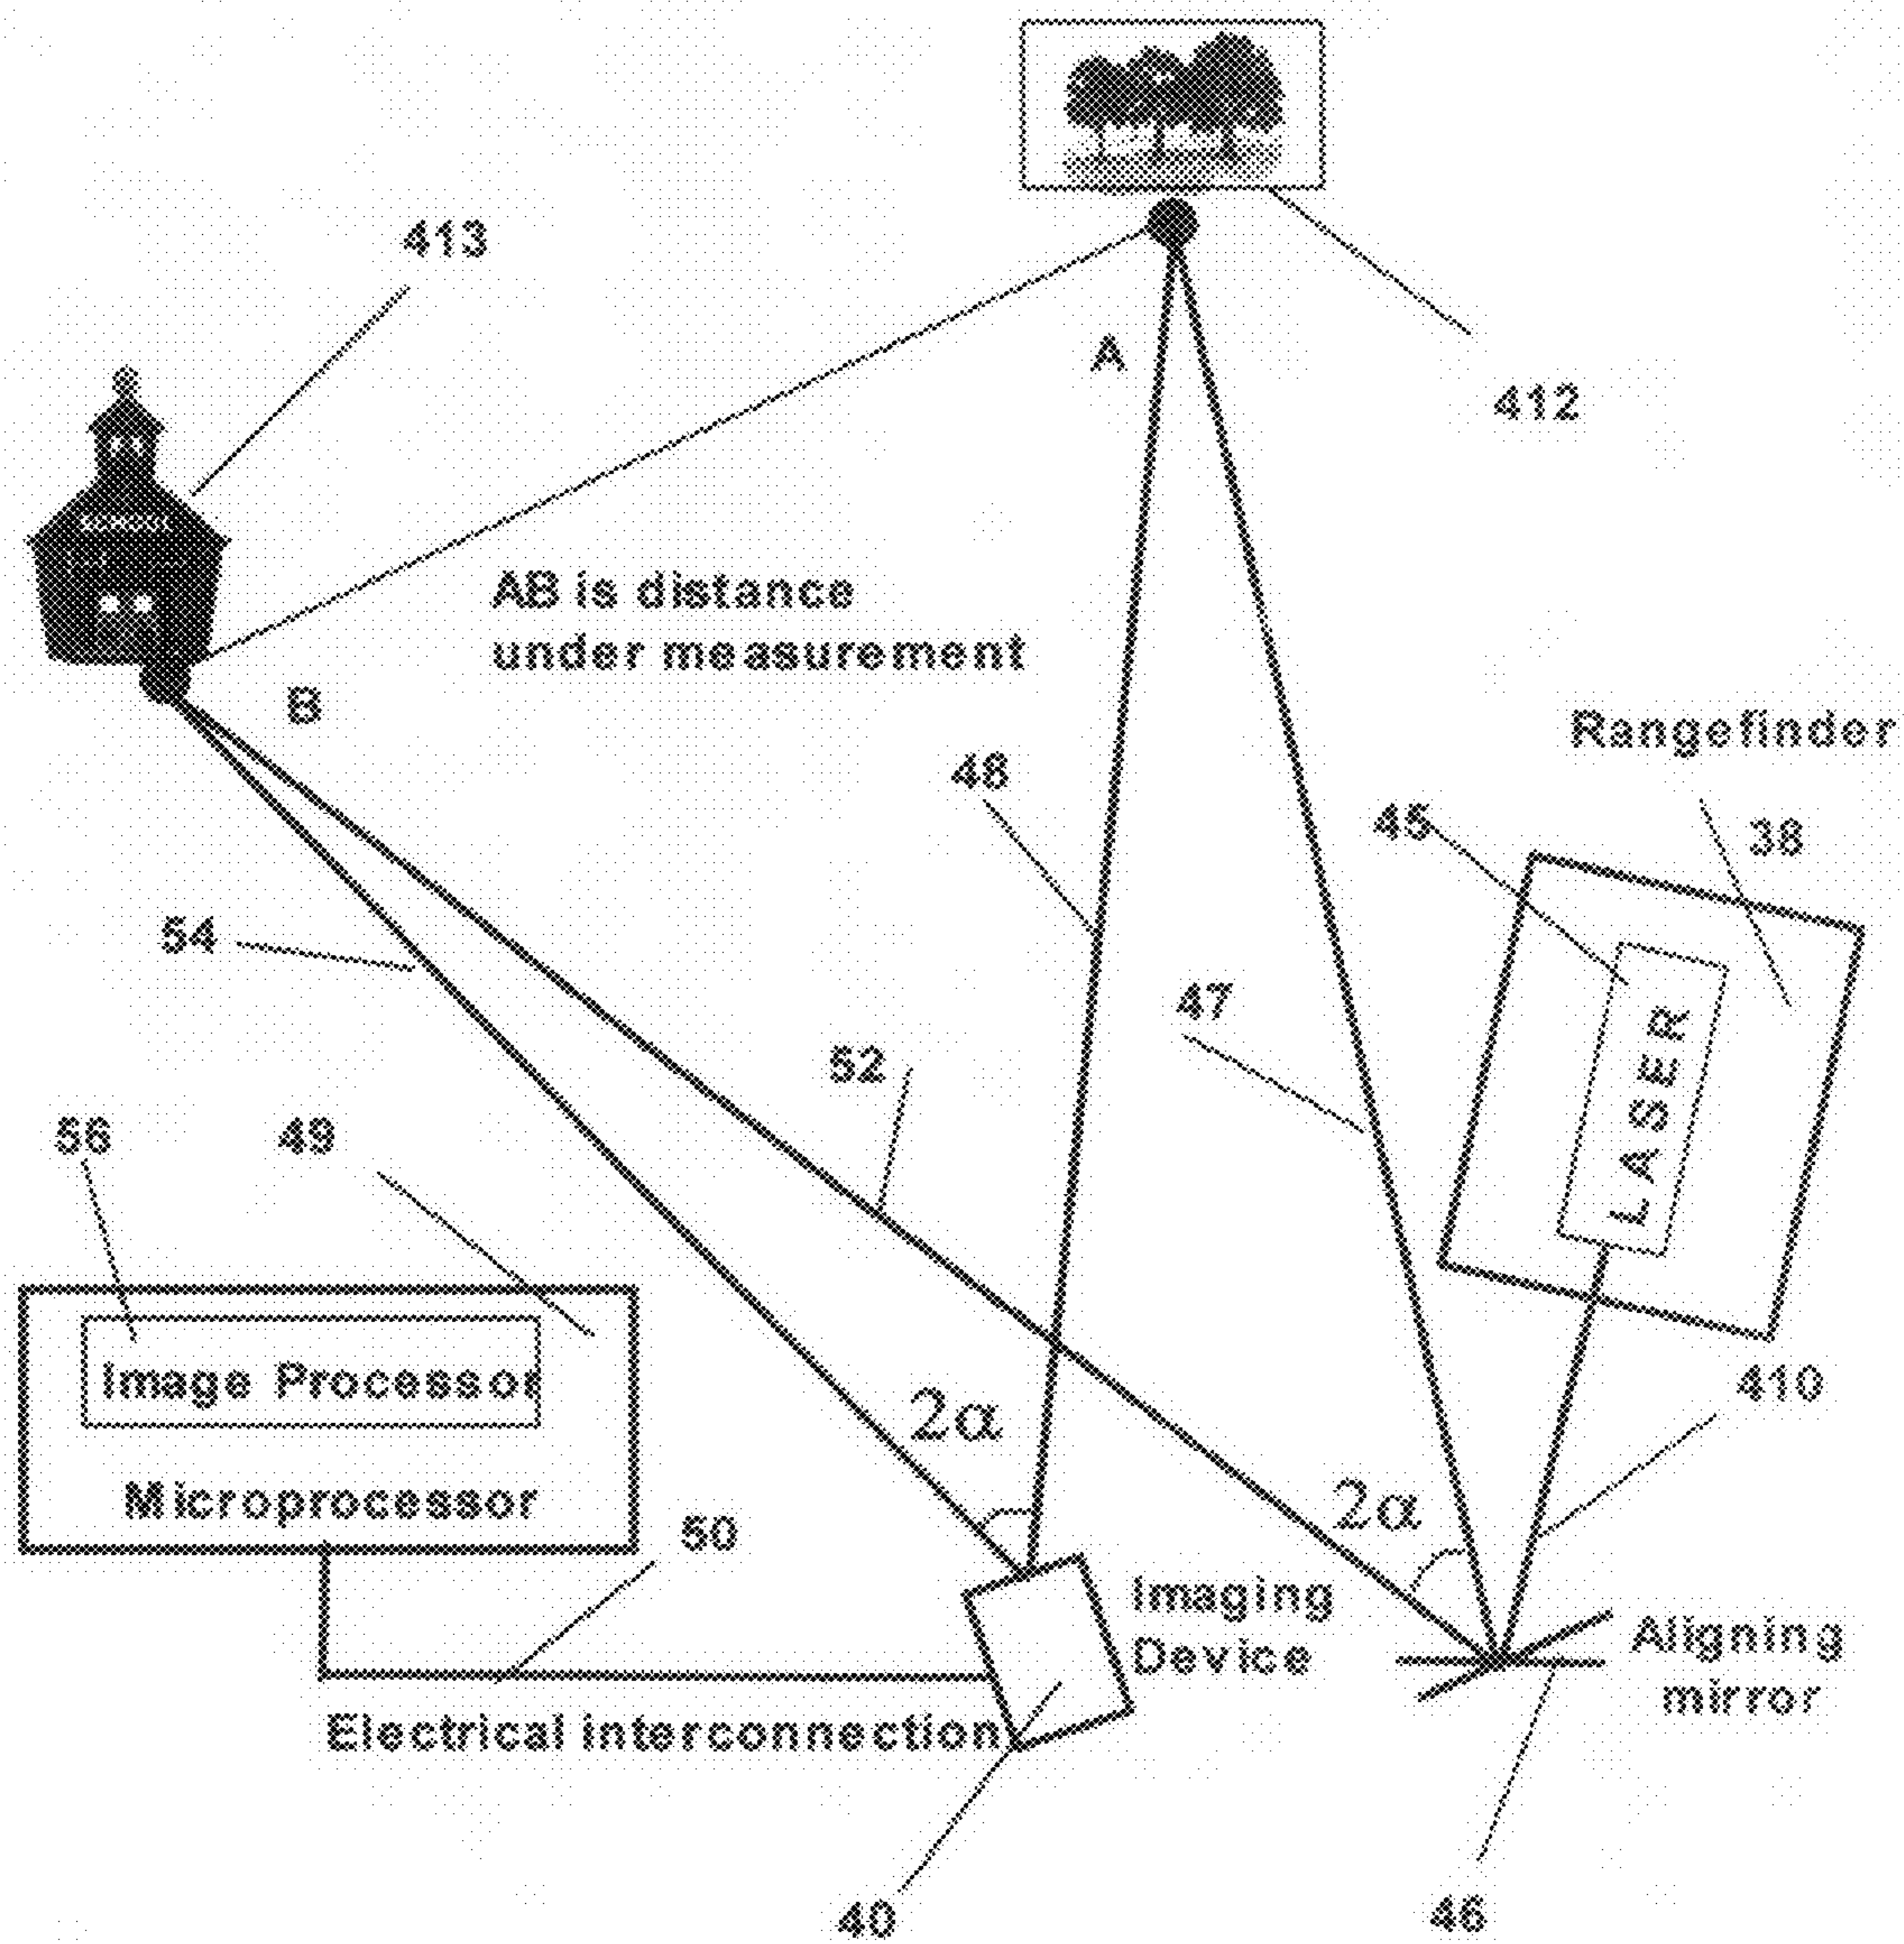 413
A
412
SCHOOL
AB is distance
under measurement
B
Rangefinder
48
45
38
54
47
LASER
52
56
49
410
2α
Image Processor
2α
Microprocessor
50
Imaging
Device
Aligning
mirror
Electrical interconnection
40
46